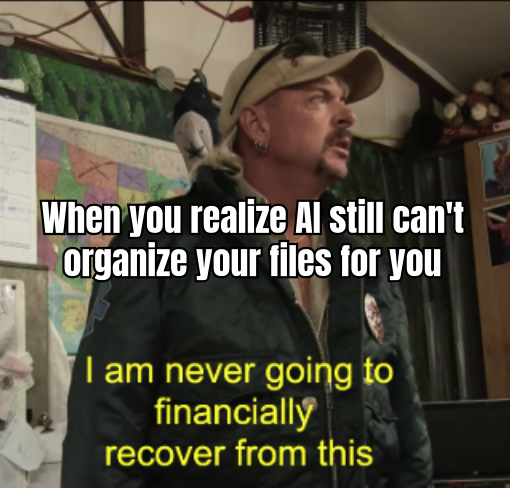 When you realize AI still can't
organize your files for you
I am never going to
financially
recover from this